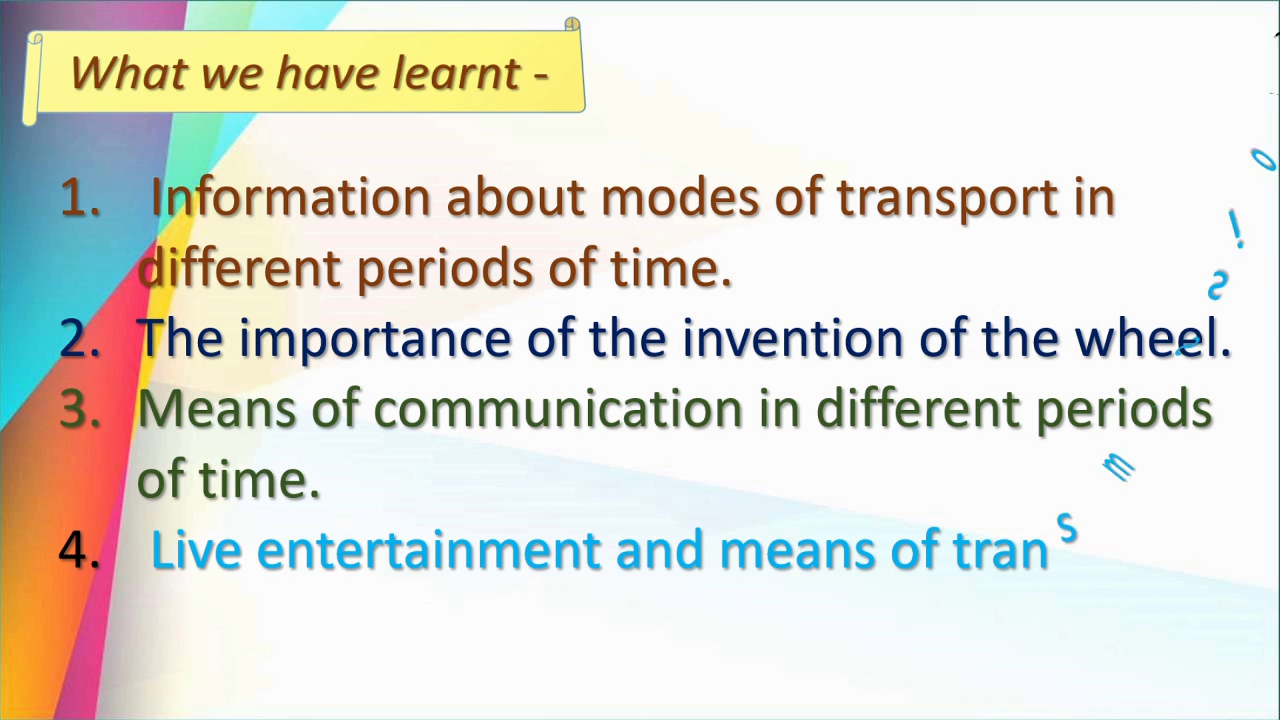 What we have learnt -
1. Information about modes of transport in
different periods of time.
2. The importance of the invention of the wheel.
3. Means of communication in different periods
of time.
4. Live entertainment and means of trans
m
s
!
o